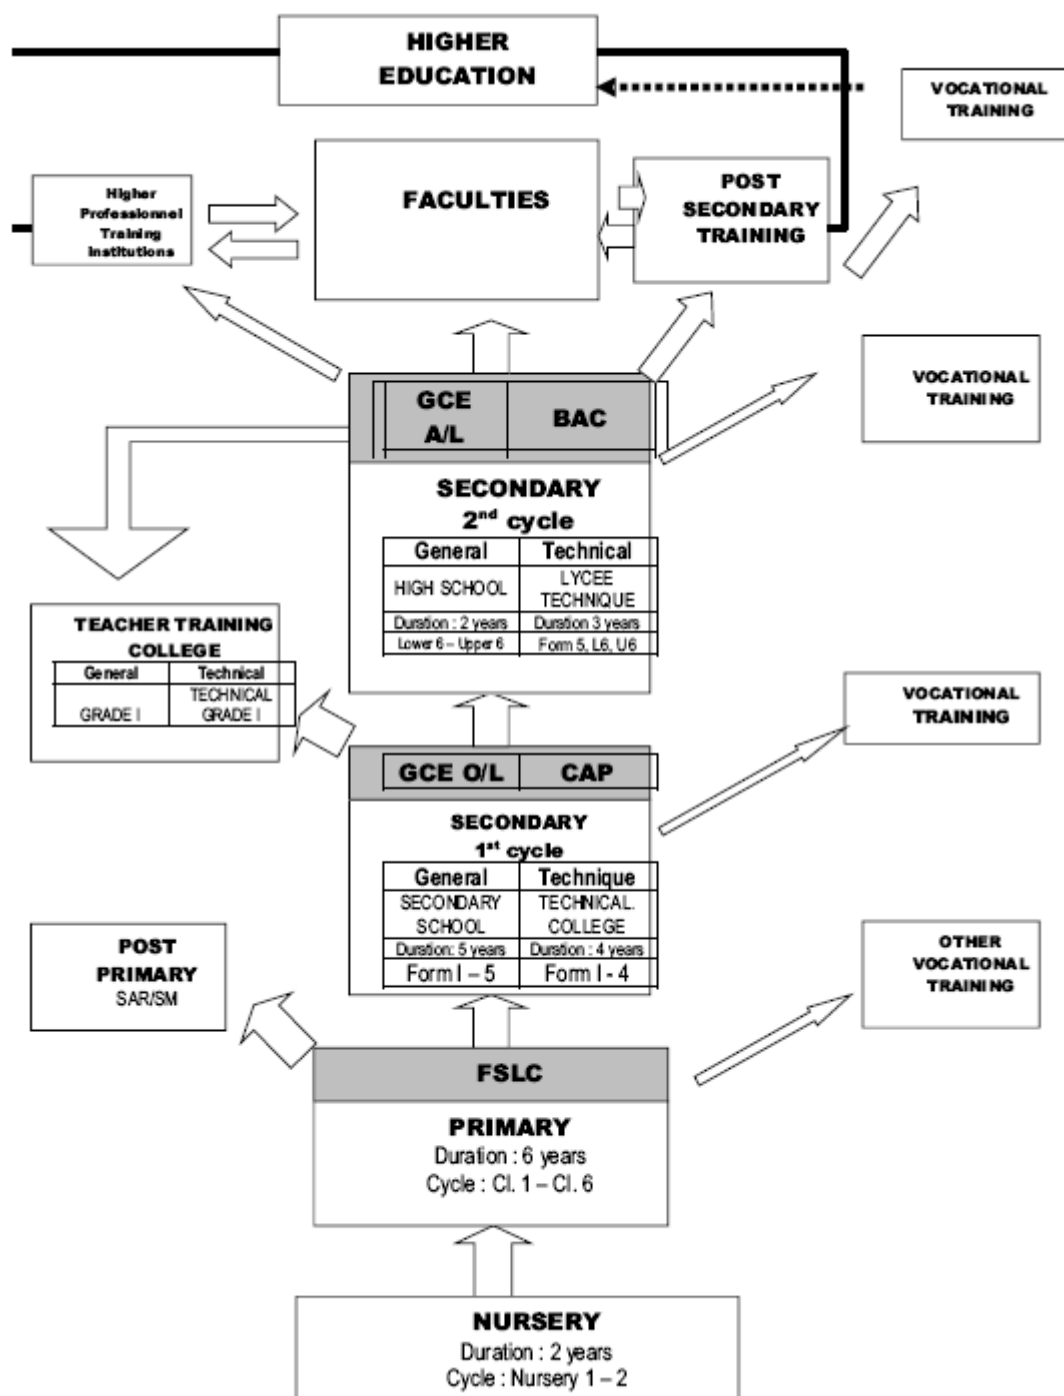 HIGHER
EDUCATION
VOCATIONAL
TRAINING
Higher
Professionnel
Training
Institutions
FACULTIES
POST
SECONDARY
TRAINING
VOCATIONAL
TRAINING
GCE
A/L
BAC
SECONDARY
2nd cycle
General
Technical
HIGH SCHOOL
LYCEE
TECHNIQUE
Duration : 2 years
Duration 3 years
Lower 6 – Upper 6
Form 5, L6, U6
TEACHER TRAINING
COLLEGE
General
Technical
GRADE I
TECHNICAL
GRADE I
VOCATIONAL
TRAINING
GCE O/L
CAP
SECONDARY
1st cycle
General
Technique
SECONDARY
SCHOOL
TECHNICAL.
COLLEGE
Duration: 5 years
Duration : 4 years
Form I – 5
Form I - 4
POST
PRIMARY
SAR/SM
OTHER
VOCATIONAL
TRAINING
FSLC
PRIMARY
Duration : 6 years
Cycle : Cl. 1 – Cl. 6
NURSERY
Duration : 2 years
Cycle : Nursery 1 – 2